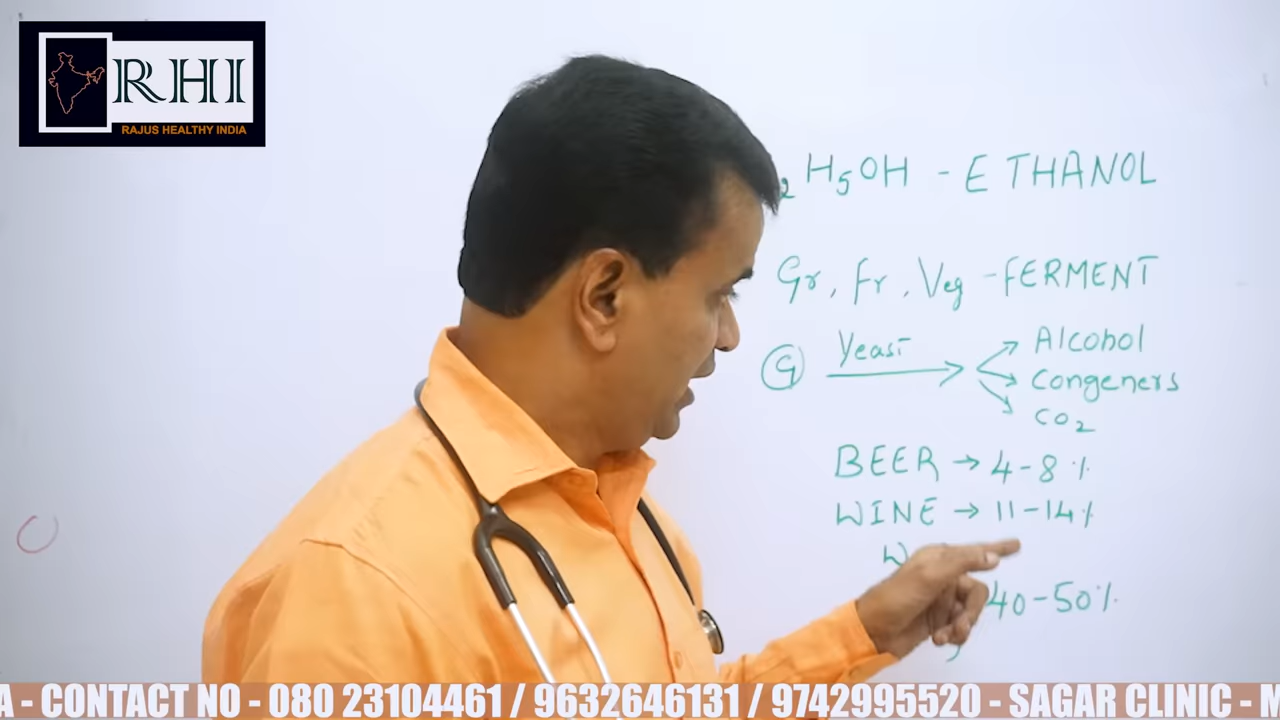 RHI
RAJUS HEALTHY INDIA
2 H5OH - ETHANOL
Gr, Fr, Veg - FERMENT
G Yeast Alcohol
Congeners
CO2
BEER → 4-8%
WINE → 11-14%
W
40-50%
A - CONTACT NO - 080 23104461 / 9632646131 / 9742995520 - SAGAR CLINIC - M